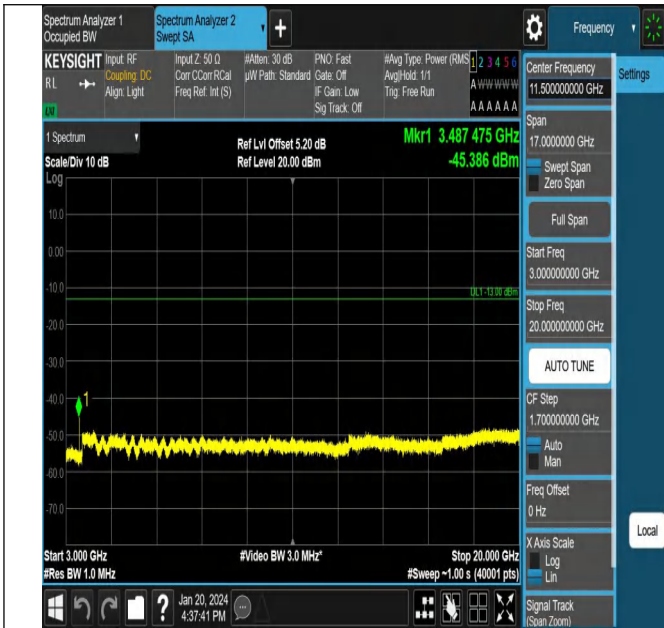 Spectrum Analyzer 1
Occupied BW
Spectrum Analyzer 2
Swept SA
+
Frequency
KEYSIGHT
RL
LXI
Input: RF
Coupling: DC
Align: Light
Input Z: 50 Ω
Corr CCorr RCal
Freq Ref: Int (S)
#Atten: 30 dB
µW Path: Standard
PNO: Fast
Gate: Off
IF Gain: Low
Sig Track: Off
#Avg Type: Power (RMS
Avg|Hold: 1/1
Trig: Free Run
1 2 3 4 5 6
A W W W W W
A A A A A A
Center Frequency
11.50000000 GHz
Settings
1 Spectrum
Scale/Div 10 dB
Ref Lvl Offset 5.20 dB
Ref Level 20.00 dBm
Mkr1 3.487 475 GHz
-45.386 dBm
Log
10.0
0.00
-10.0
-20.0
-30.0
-40.0
-50.0
-60.0
-70.0
DL1 -13.00 dBm
1
Start 3.000 GHz
#Res BW 1.0 MHz
#Video BW 3.0 MHz*
Stop 20.000 GHz
#Sweep ~1.00 s (40001 pts)
Span
17.0000000 GHz
Swept Span
Zero Span
Full Span
Start Freq
3.000000000 GHz
Stop Freq
20.000000000 GHz
AUTO TUNE
CF Step
1.700000000 GHz
Auto
Man
Freq Offset
0 Hz
X Axis Scale
Log
Lin
Signal Track
(Span Zoom)
Local
?
Jan 20, 2024
4:37:41 PM